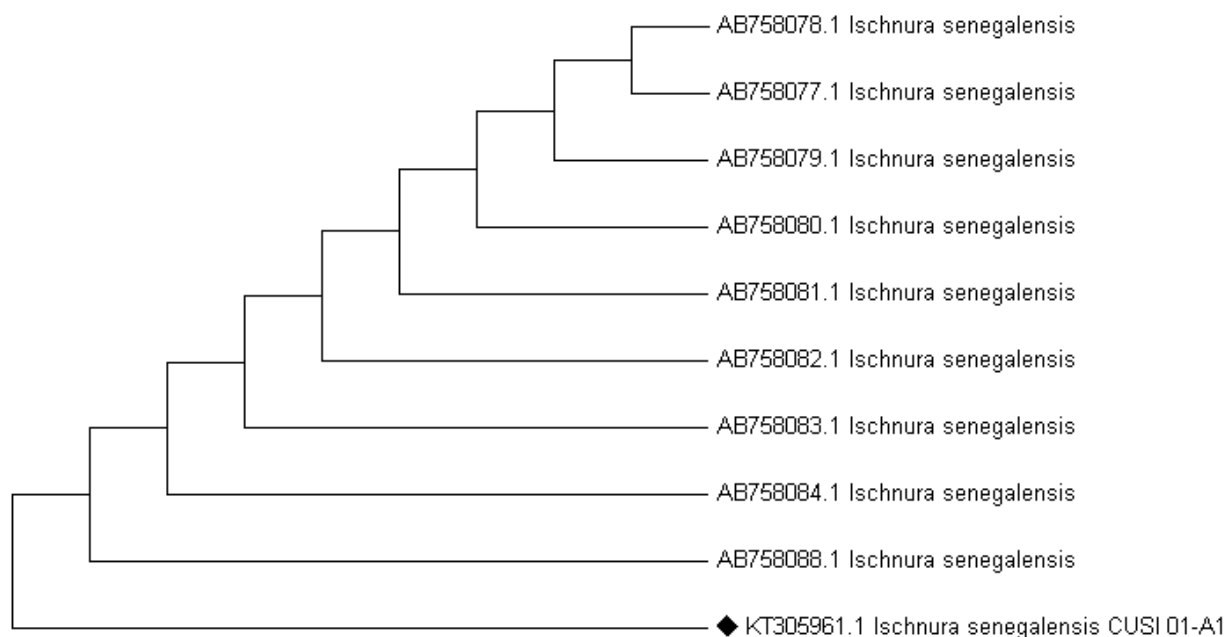 AB758078.1 Ischnura senegalensis
AB758077.1 Ischnura senegalensis
AB758079.1 Ischnura senegalensis
AB758080.1 Ischnura senegalensis
AB758081.1 Ischnura senegalensis
AB758082.1 Ischnura senegalensis
AB758083.1 Ischnura senegalensis
AB758084.1 Ischnura senegalensis
AB758088.1 Ischnura senegalensis
◆ KT305961.1 Ischnura senegalensis CUSI 01-A1